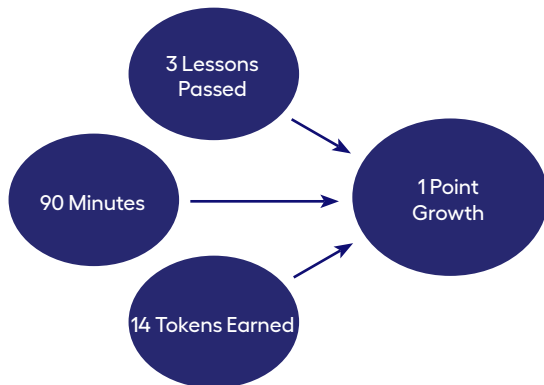 3 Lessons
Passed
90 Minutes
1 Point
Growth
14 Tokens Earned